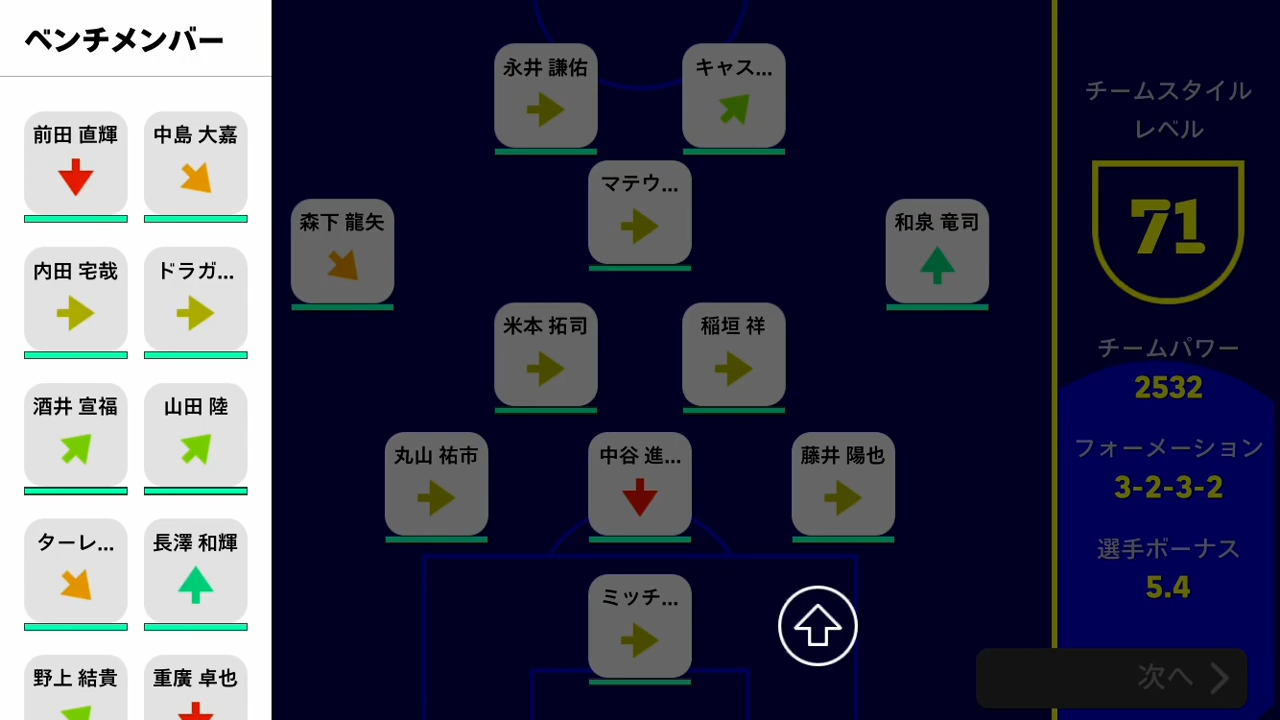 ベンチメンバー
前田 直輝
中島 大嘉
内田 宅哉
ドラガ...
酒井 宣福
山田 陸
ターレ...
長澤 和輝
野上 結貴
重廣 卓也
永井 謙佑
キャス...
マテウ...
森下 龍矢
和泉 竜司
米本 拓司
稲垣 祥
丸山 祐市
中谷 進...
藤井 陽也
ミッチ...
チームスタイル
レベル
71
チームパワー
2532
フォーメーション
3-2-3-2
選手ボーナス
5.4
次へ